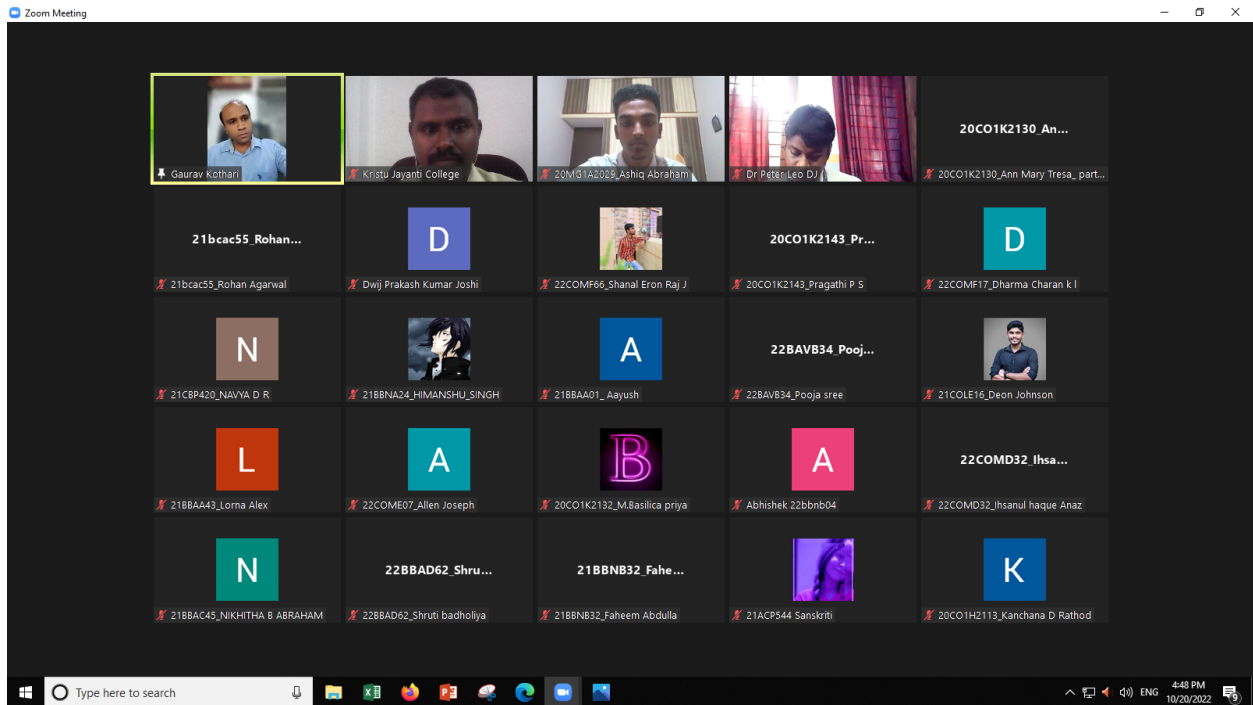 Zoom Meeting
Gaurav Kothari
Kristu Jayanti College
20MG1A2029_Ashiq Abraham
Dr Peter Leo DJ
20CO1K2130_An...
20CO1K2130_Ann Mary Tresa_ part...
21bcac55_Rohan...
21bcac55_Rohan Agarwal
D
Dwij Prakash Kumar Joshi
22COMF66_Shanal Eron Raj J
20CO1K2143_Pr...
20CO1K2143_Pragathi P S
D
22COMF17_Dharma Charan k l
N
21CBP420_NAVYA D R
21BBNA24_HIMANSHU_SINGH
A
21BBAA01_ Aayush
22BAVB34_Pooj...
22BAVB34_Pooja sree
21COLE16_Deon Johnson
L
21BBAA43_Lorna Alex
A
22COME07_Allen Joseph
B
20CO1K2132_M.Basilica priya
A
Abhishek 22bbnb04
22COMD32_Ihsa...
22COMD32_Ihsanul haque Anaz
N
21BBAC45_NIKHITHA B ABRAHAM
22BBAD62_Shru...
22BBAD62_Shruti badholiya
21BBNB32_Fahe...
21BBNB32_Faheem Abdulla
21ACP544 Sanskriti
K
20CO1H2113_Kanchana D Rathod
Type here to search
ENG
4:48 PM
10/20/2022
9